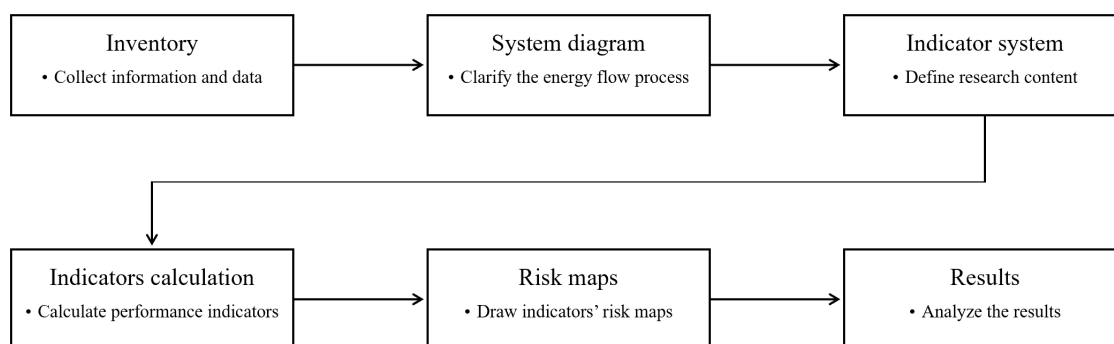 Inventory
• Collect information and data
System diagram
• Clarify the energy flow process
Indicator system
• Define research content
Indicators calculation
• Calculate performance indicators
Risk maps
• Draw indicators’ risk maps
Results
• Analyze the results